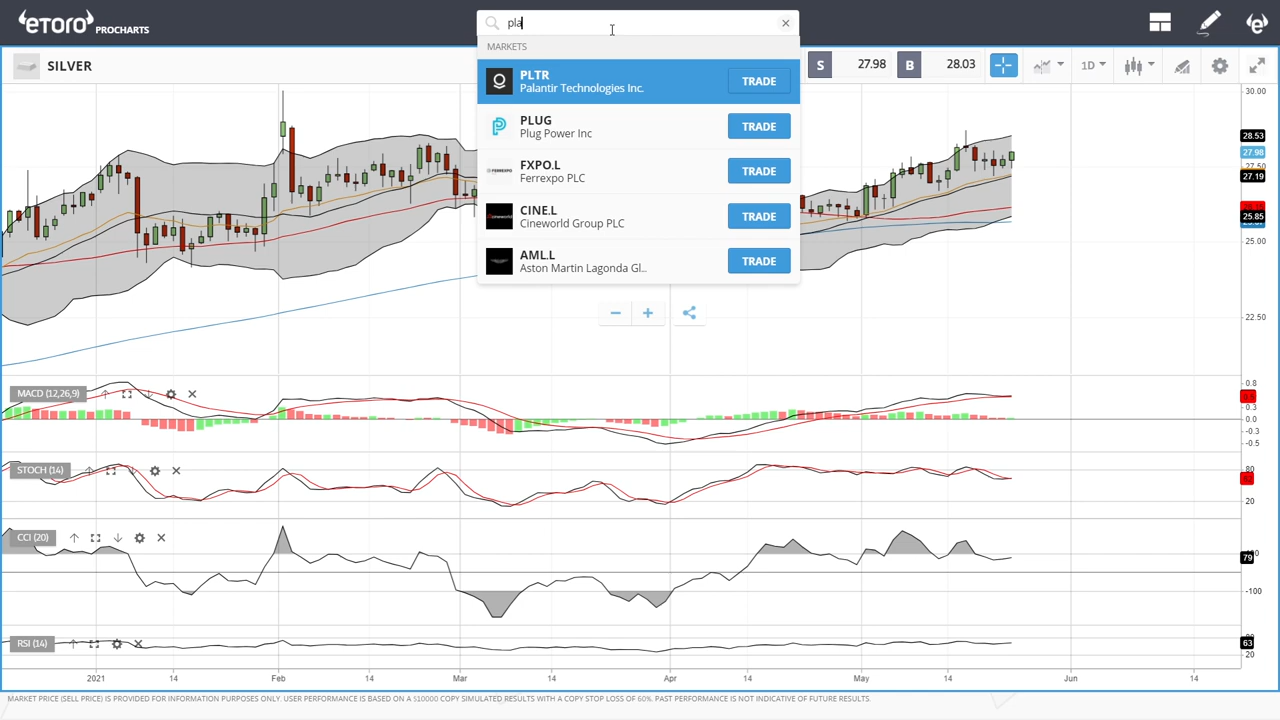 eTORO PROCHARTS
pla
MARKETS
SILVER
S 27.98 B 28.03
1D
PLTR
Palantir Technologies Inc.
TRADE
PLUG
Plug Power Inc
TRADE
FXPO.L
Ferrexpo PLC
TRADE
CINE.L
Cineworld Group PLC
TRADE
AML.L
Aston Martin Lagonda Gl..
TRADE
30.00
28.53
27.98
27.50
27.19
25.85
25.00
22.50
MACD (12,26,9)
0.8
0.3
0.0
-0.3
-0.5
STOCH (14)
80
20
CCI (20)
79
-100
RSI (14)
63
20
2021 14 Feb 14 Mar 14 Apr 14 May 14 Jun 14
MARKET PRICE (SELL PRICE) IS PROVIDED FOR INFORMATION PURPOSES ONLY. USER PERFORMANCE IS BASED ON A $10000 COPY SIMULATED RESULTS WITH A COPY STOP LOSS OF 60%. PAST PERFORMANCE IS NOT INDICATIVE OF FUTURE RESULTS.